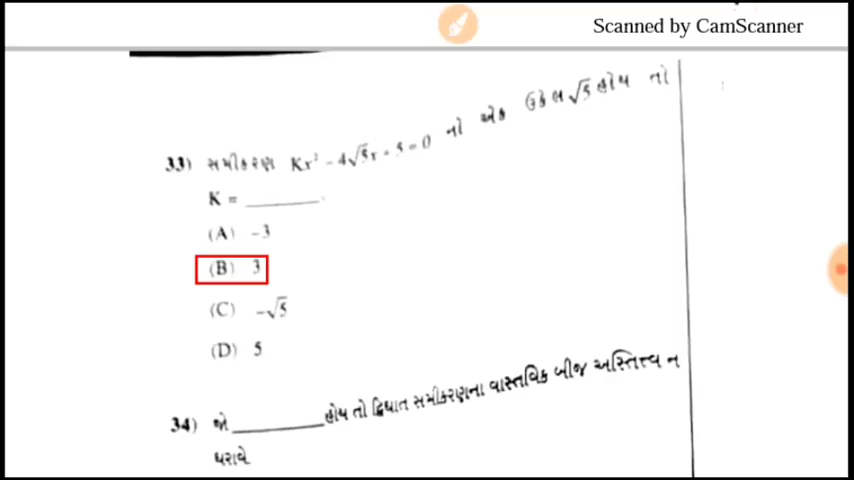 Scanned by CamScanner
33) સમીકરણ Kx² - 4√5x + 5 = 0 નો એક ઉકેલ √5 હોય તો
K = ________.
(A) -3
(B) 3
(C) -√5
(D) 5
34) જો ________ હોય તો દ્વિઘાત સમીકરણના વાસ્તવિક બીજ અસ્તિત્ત્વ ન
ધરાવે